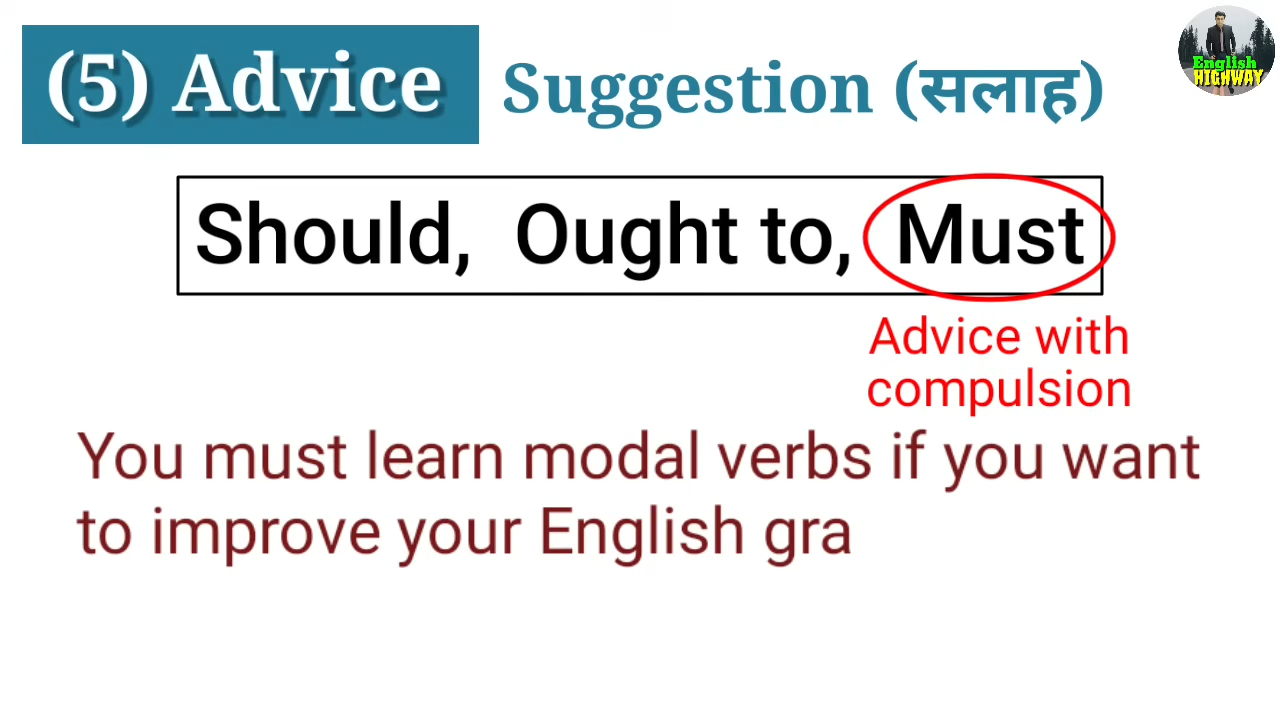 (5) Advice Suggestion (सलाह)
English
HIGHWAY
Should, Ought to, Must
Advice with
compulsion
You must learn modal verbs if you want
to improve your English gra